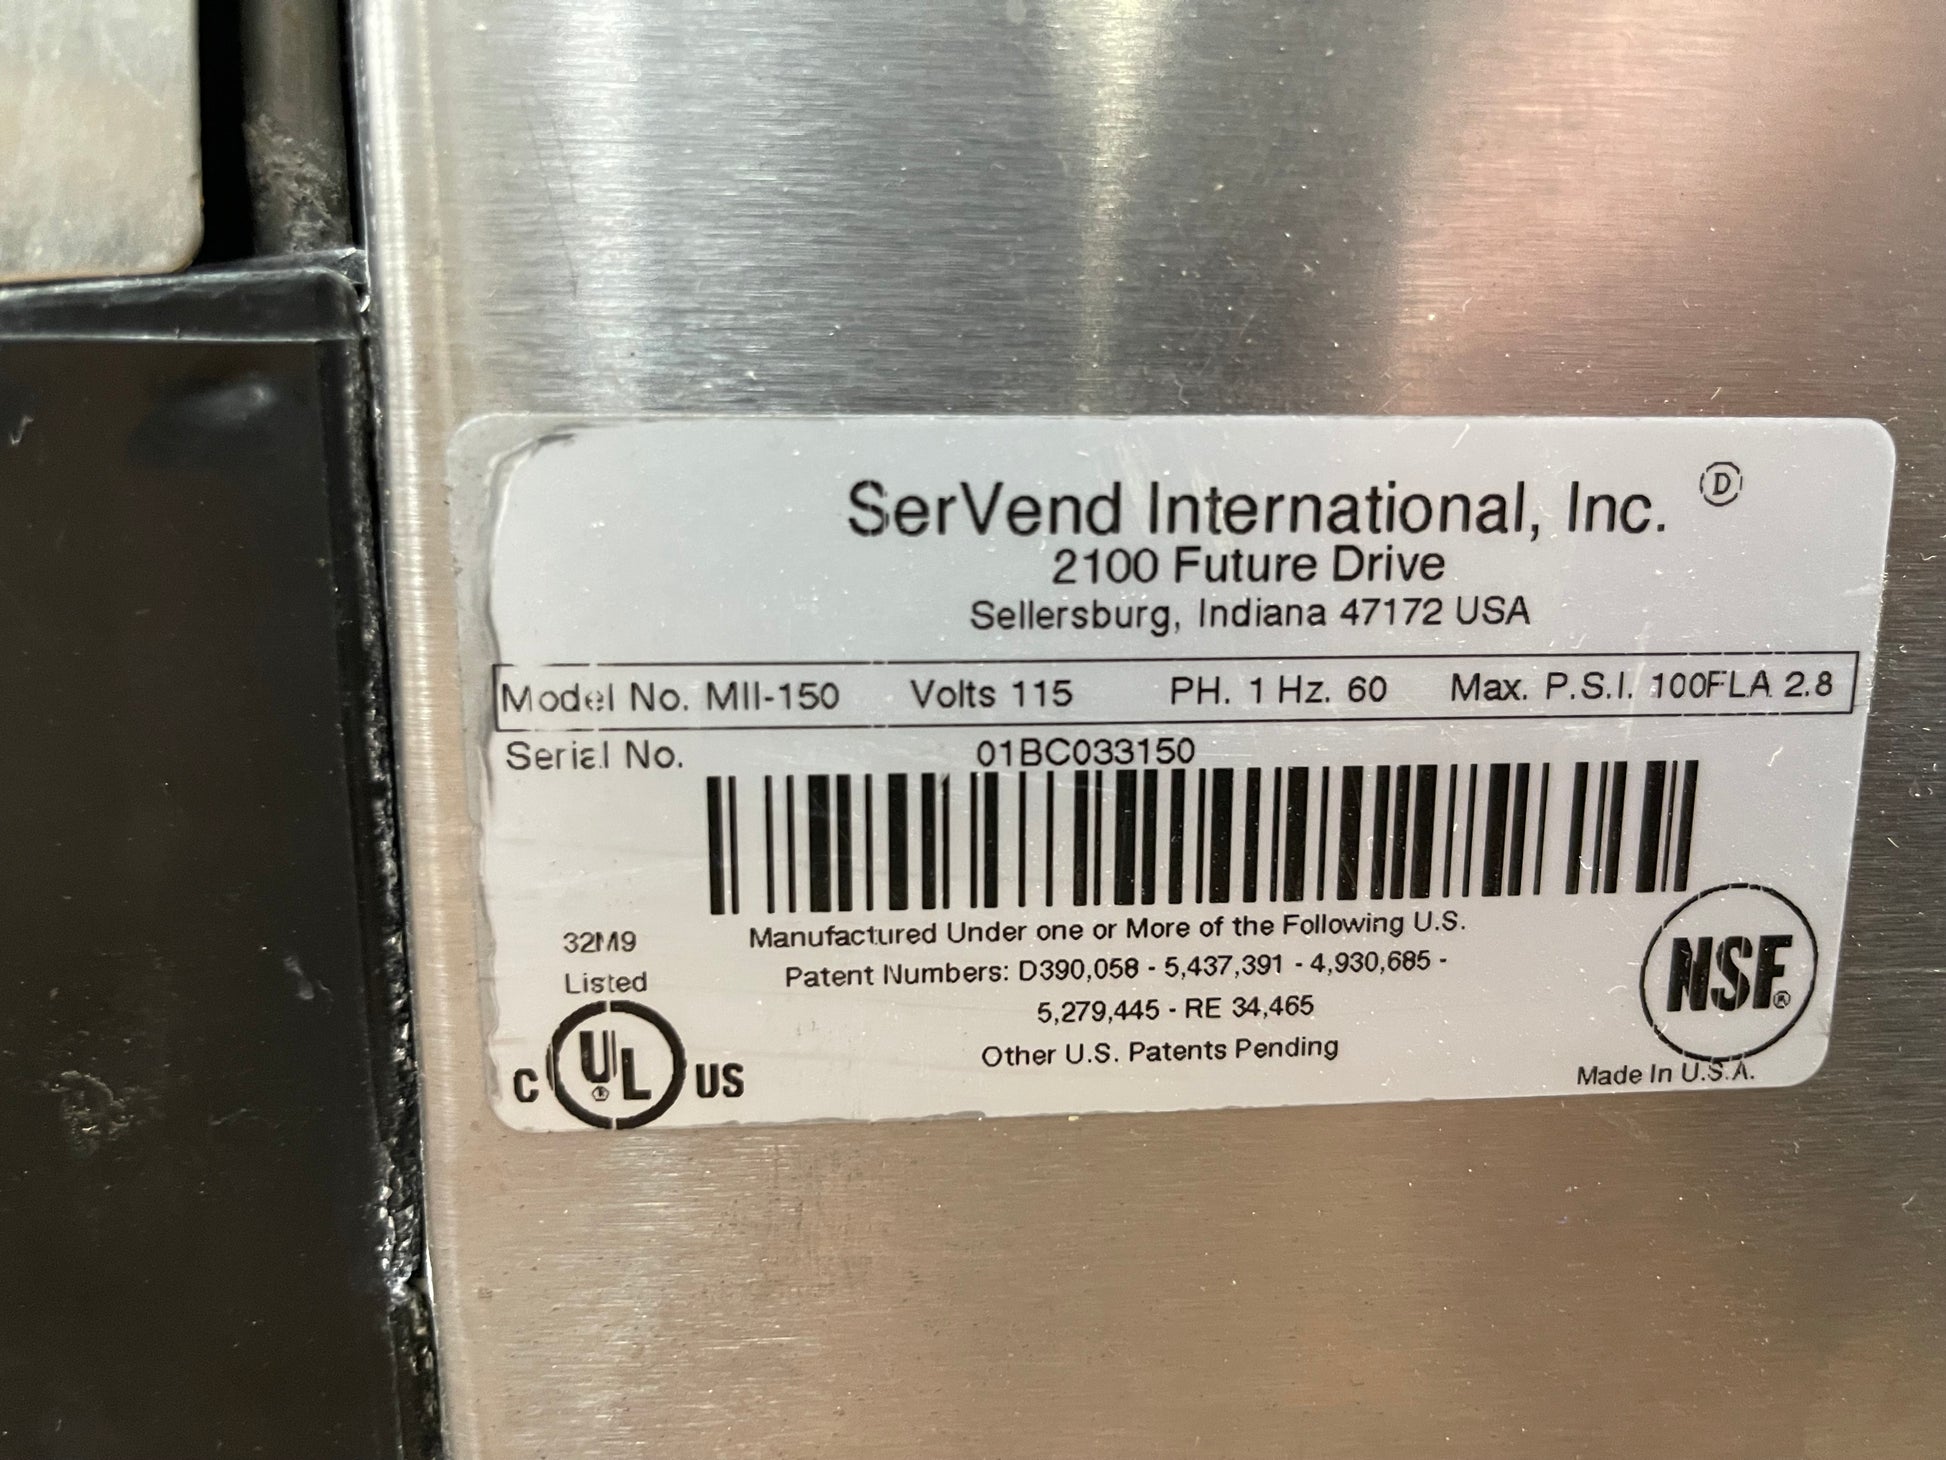 SerVend International, Inc. D
2100 Future Drive
Sellersburg, Indiana 47172 USA
Model No. MII-150 Volts 115 PH. 1 Hz. 60 Max. P.S.I. 100FLA 2.8
Serial No. 01BC033150
Manufactured Under one or More of the Following U.S.
Patent Numbers: D390,058 - 5,437,391 - 4,930,685 -
5,279,445 - RE 34,465
Other U.S. Patents Pending
32M9
Listed
C UL ® US
NSF®
Made In U.S.A.